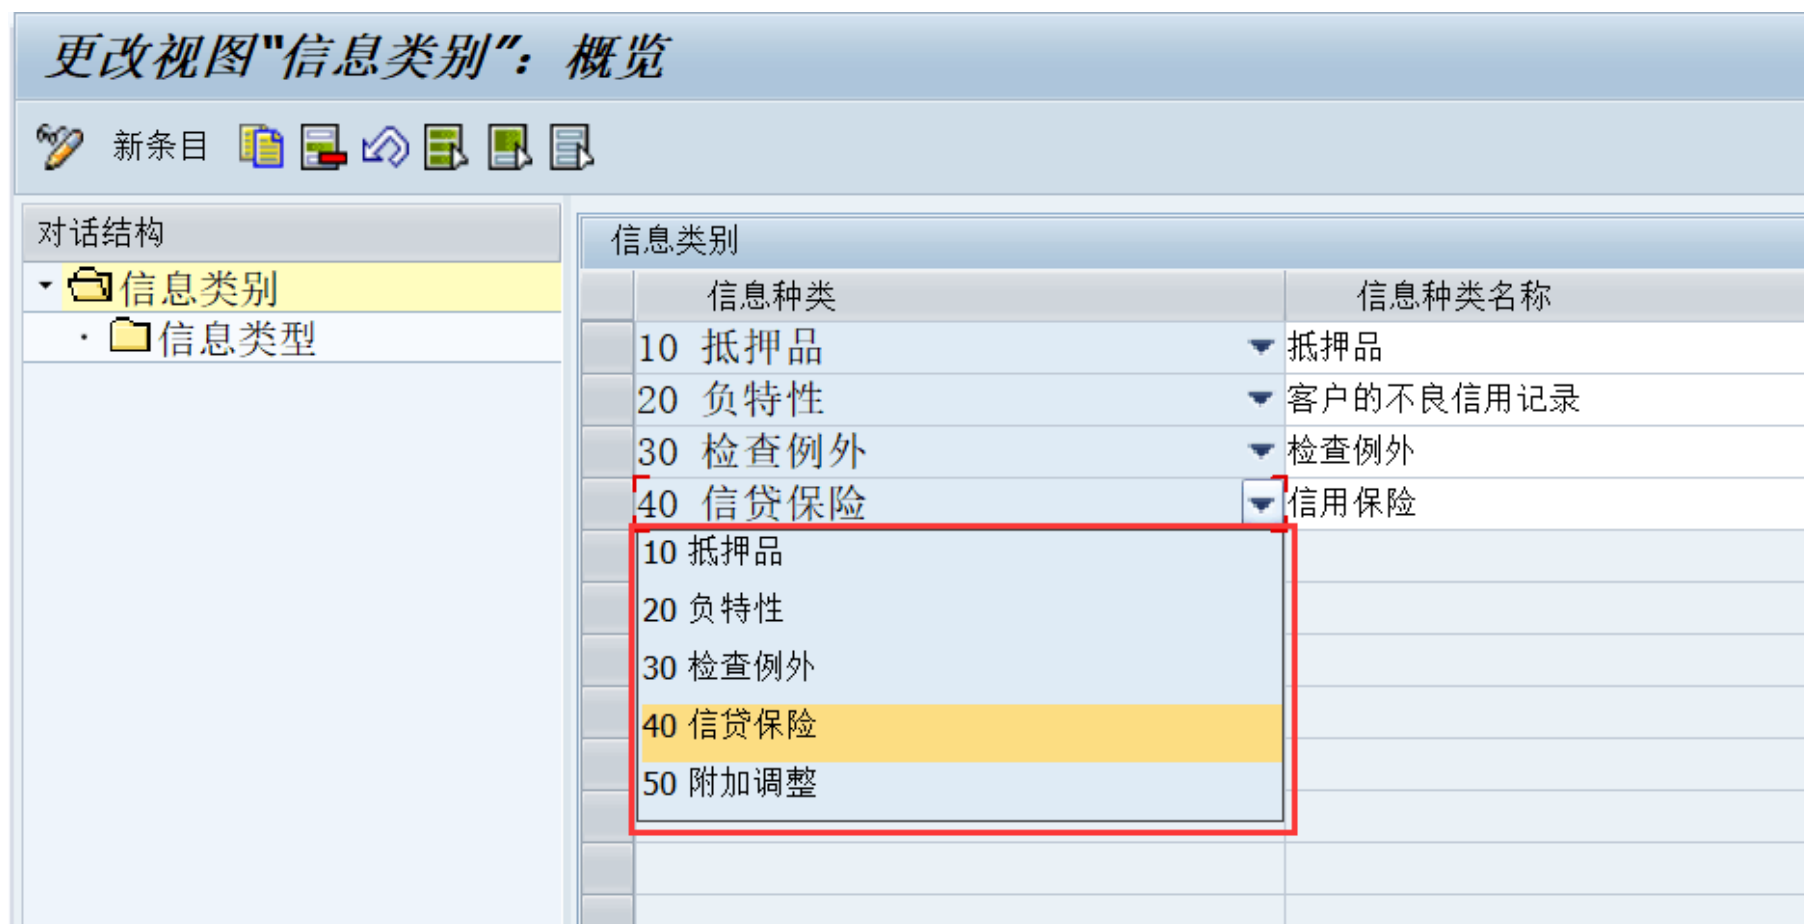 更改视图"信息类别"：概览
新条目
对话结构
信息类别
信息类型
信息类别
信息种类 信息种类名称
10 抵押品 抵押品
20 负特性 客户的不良信用记录
30 检查例外 检查例外
40 信贷保险 信用保险
10 抵押品
20 负特性
30 检查例外
40 信贷保险
50 附加调整